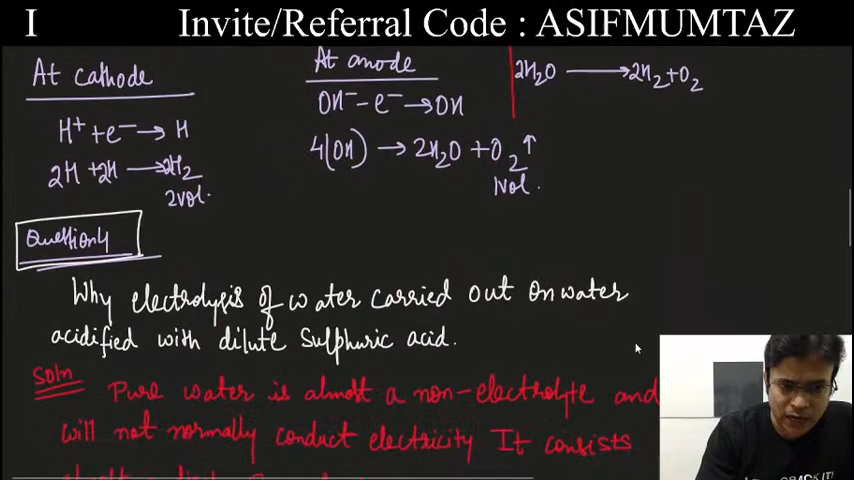 I Invite/Referral Code : ASIFMUMTAZ
At cathode
H⁺ + e⁻ → H
2H + 2H → 2H₂
2vol.
At anode
OH⁻ - e⁻ → OH
4(OH) → 2H₂O + O₂↑
1vol.
2H₂O → 2H₂ + O₂
Question4
Why electrolysis of water carried out on water
acidified with dilute Sulphuric acid.
Soln Pure water is almost a non-electrolyte and
will not normally conduct electricity It consists